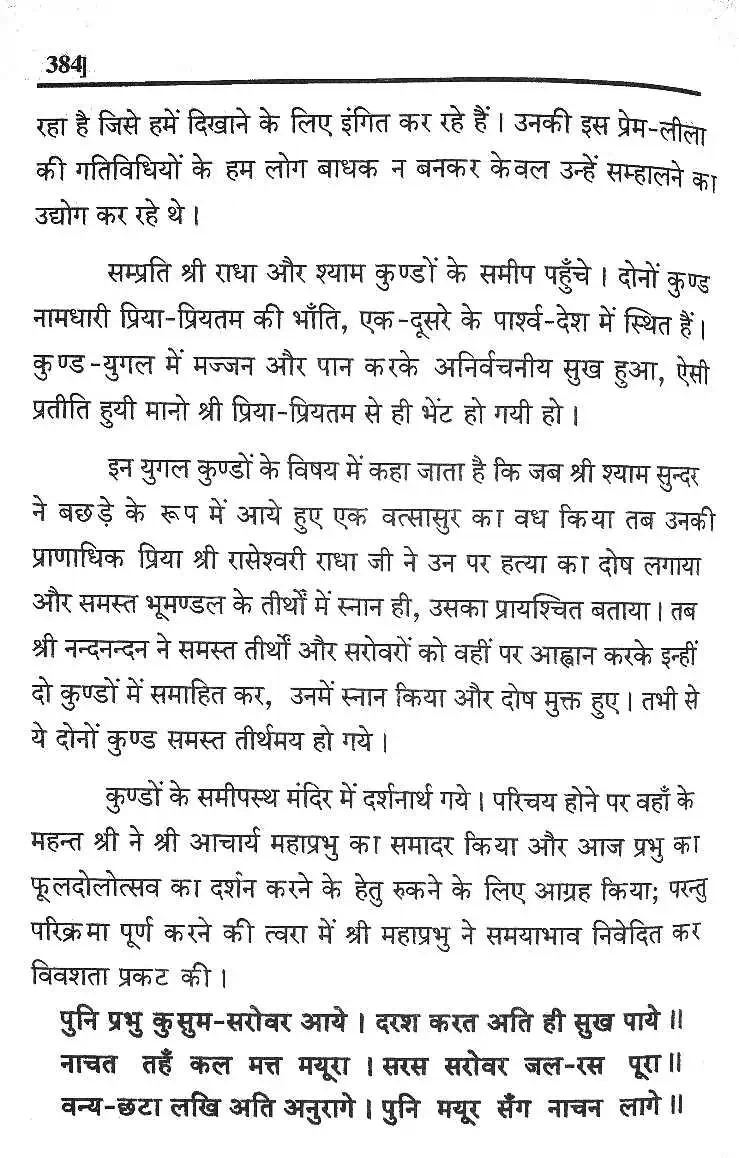 384]
रहा है जिसे हमें दिखाने के लिए इंगित कर रहे हैं। उनकी इस प्रेम-लीला
की गतिविधियों के हम लोग बाधक न बनकर केवल उन्हें सम्हालने का
उद्योग कर रहे थे।
सम्प्रति श्री राधा और श्याम कुण्डों के समीप पहुँचे। दोनों कुण्ड
नामधारी प्रिया-प्रियतम की भाँति, एक-दूसरे के पार्श्व-देश में स्थित हैं।
कुण्ड-युगल में मज्जन और पान करके अनिर्वचनीय सुख हुआ, ऐसी
प्रतीति हुयी मानो श्री प्रिया-प्रियतम से ही भेंट हो गयी हो।
इन युगल कुण्डों के विषय में कहा जाता है कि जब श्री श्याम सुन्दर
ने बछड़े के रूप में आये हुए एक वत्सासुर का वध किया तब उनकी
प्राणाधिक प्रिया श्री रासेश्वरी राधा जी ने उन पर हत्या का दोष लगाया
और समस्त भूमण्डल के तीर्थों में स्नान ही, उसका प्रायश्चित बताया। तब
श्री नन्दनन्दन ने समस्त तीर्थों और सरोवरों को वहीं पर आह्वान करके इन्हीं
दो कुण्डों में समाहित कर, उनमें स्नान किया और दोष मुक्त हुए। तभी से
ये दोनों कुण्ड समस्त तीर्थमय हो गये।
कुण्डों के समीपस्थ मंदिर में दर्शनार्थ गये। परिचय होने पर वहाँ के
महन्त श्री ने श्री आचार्य महाप्रभु का समादर किया और आज प्रभु का
फूलदोलोत्सव का दर्शन करने के हेतु रुकने के लिए आग्रह किया; परन्तु
परिक्रमा पूर्ण करने की त्वरा में श्री महाप्रभु ने समयाभाव निवेदित कर
विवशता प्रकट की।
पुनि प्रभु कुसुम-सरोवर आये। दरश करत अति ही सुख पाये॥
नाचत तहँ कल मत्त मयूरा। सरस सरोवर जल-रस पूरा॥
वन्य-छटा लखि अति अनुरागे। पुनि मयूर सँग नाचन लागे॥